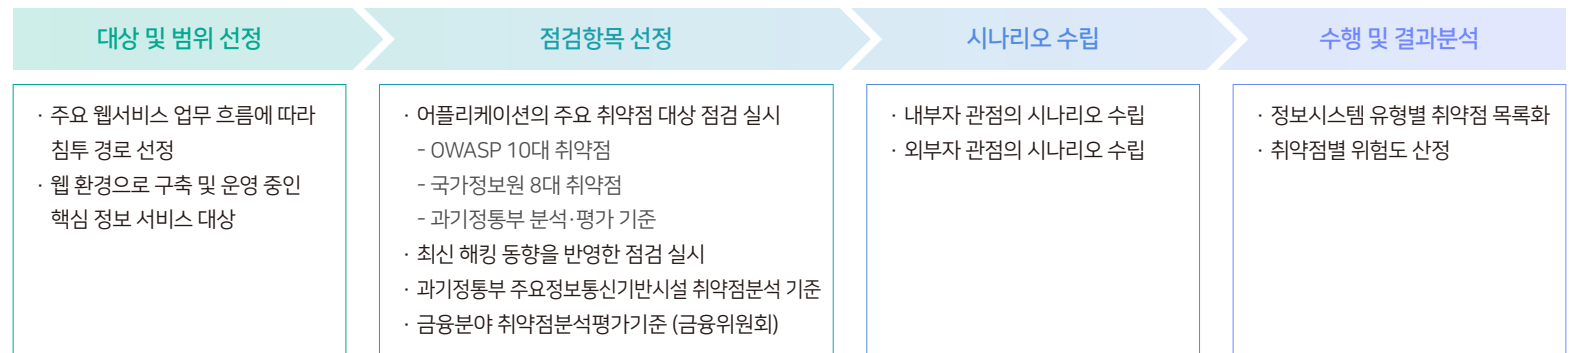 대상 및 범위 선정
· 주요 웹서비스 업무 흐름에 따라
침투 경로 선정
· 웹 환경으로 구축 및 운영 중인
핵심 정보 서비스 대상
점검항목 선정
· 어플리케이션의 주요 취약점 대상 점검 실시
- OWASP 10대 취약점
- 국가정보원 8대 취약점
- 과기정통부 분석·평가 기준
· 최신 해킹 동향을 반영한 점검 실시
· 과기정통부 주요정보통신기반시설 취약점분석 기준
· 금융분야 취약점분석평가기준 (금융위원회)
시나리오 수립
· 내부자 관점의 시나리오 수립
· 외부자 관점의 시나리오 수립
수행 및 결과분석
· 정보시스템 유형별 취약점 목록화
· 취약점별 위험도 산정